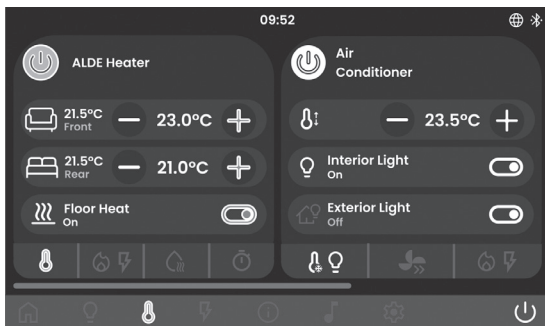 09:52
ALDE Heater
21.5°C
Front
23.0°C
21.5°C
Rear
21.0°C
Floor Heat
On
Air
Conditioner
23.5°C
Interior Light
On
Exterior Light
Off